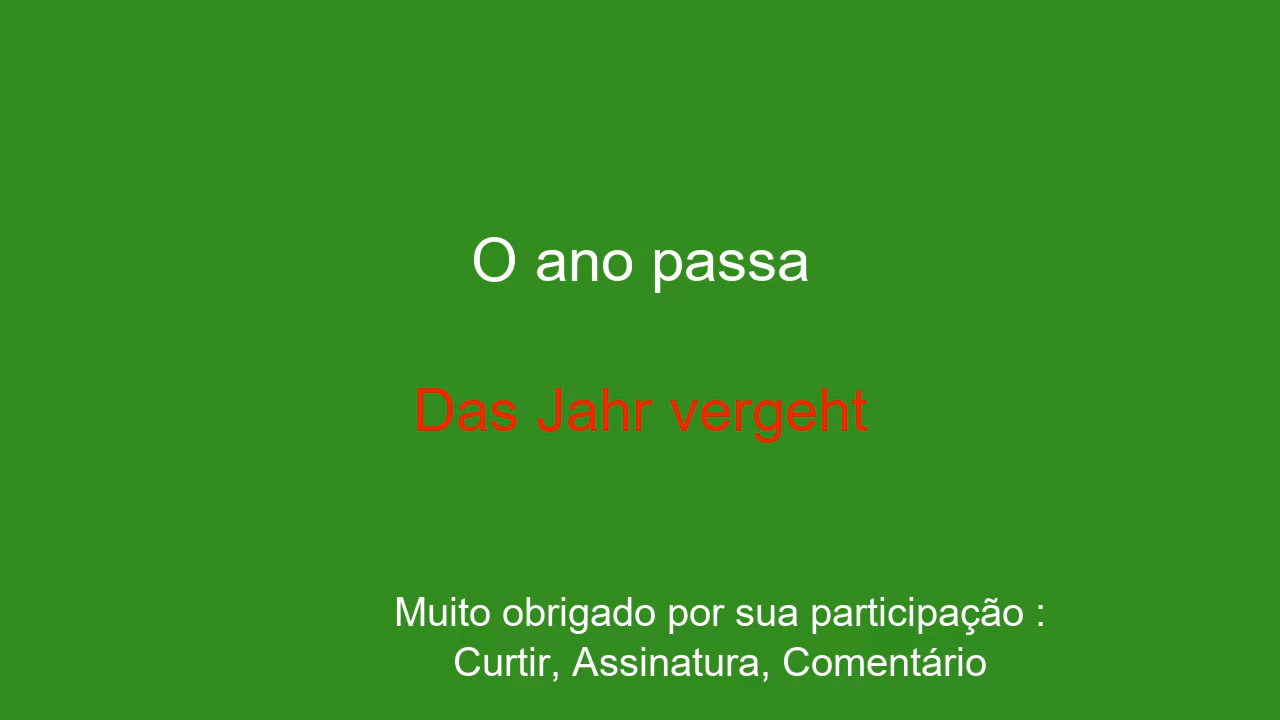 O ano passa
Das Jahr vergeht
Muito obrigado por sua participação :
Curtir, Assinatura, Comentário